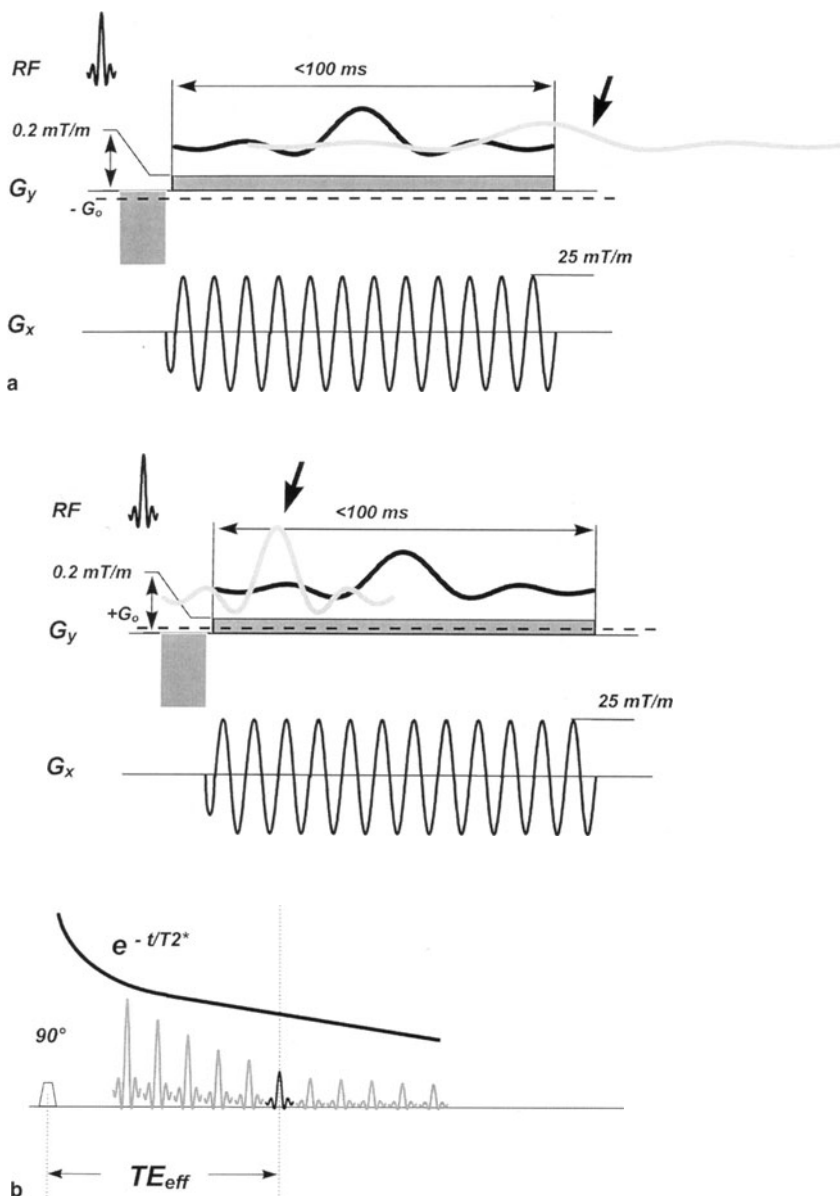 RF
<100 ms
0.2 mT/m
Gy
- Go
25 mT/m
Gx
a
RF
<100 ms
0.2 mT/m
+Go
Gy
25 mT/m
Gx
e - t/T2*
90°
TEeff
b